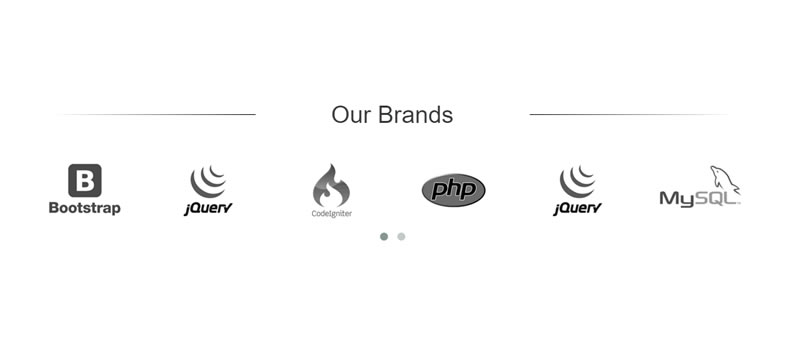 Our Brands
B
Bootstrap
jQuery
CodeIgniter
php
jQuery
MySQL